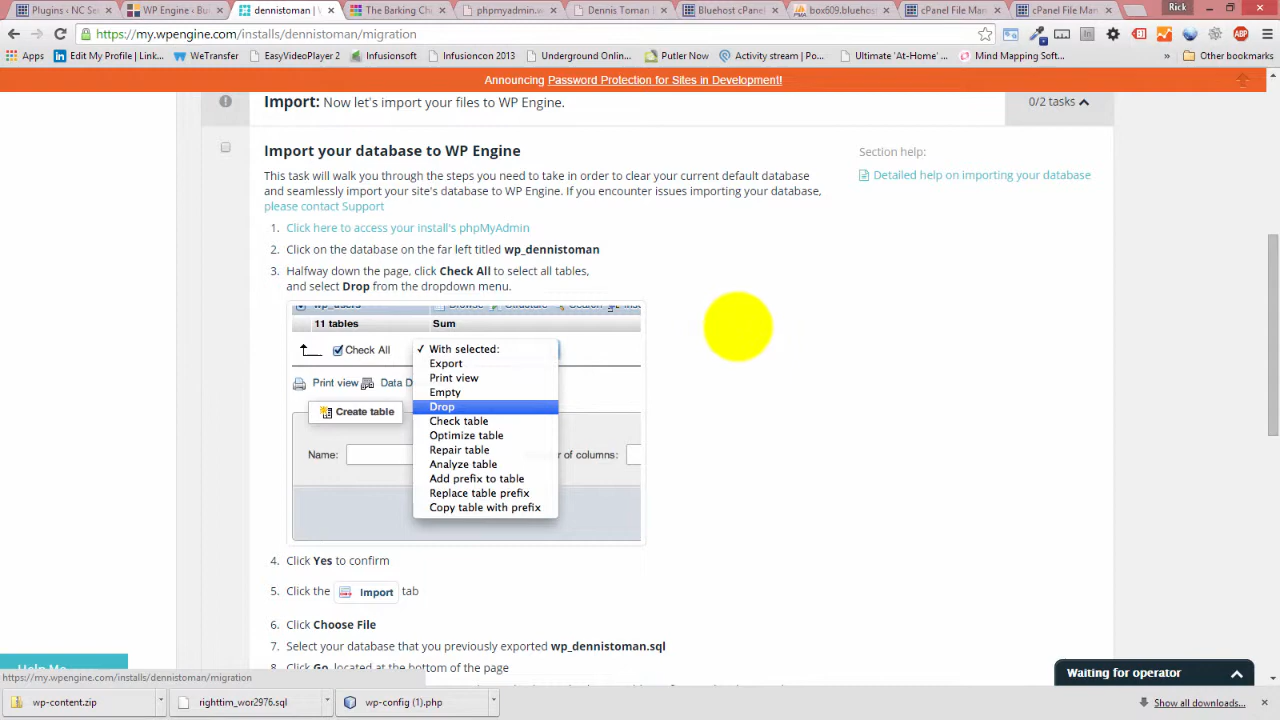 Plugins ‹ NC Se
WP Engine ‹ Bu
dennistoman |
The Barking Ch
phpmyadmin.w
Dennis Toman
Bluehost cPanel
box609.bluehos
cPanel File Man
cPanel File Man
Rick
https://my.wpengine.com/installs/dennistoman/migration
Apps
Edit My Profile | Link
WeTransfer
EasyVideoPlayer 2
Infusionsoft
Infusioncon 2013
Underground Onlin
Putler Now
Activity stream | Po
Ultimate 'At-Home'
Mind Mapping Soft
»
Other bookmarks
Announcing Password Protection for Sites in Development!
Import: Now let's import your files to WP Engine.
0/2 tasks
Import your database to WP Engine
Section help:
This task will walk you through the steps you need to take in order to clear your current default database
Detailed help on importing your database
and seamlessly import your site's database to WP Engine. If you encounter issues importing your database,
please contact Support
1. Click here to access your install's phpMyAdmin
2. Click on the database on the far left titled wp_dennistoman
3. Halfway down the page, click Check All to select all tables,
and select Drop from the dropdown menu.
wp_users Browse Structure Search
11 tables Sum
Check All
✓ With selected:
Export
Print view
Empty
Drop
Check table
Optimize table
Repair table
Analyze table
Add prefix to table
Replace table prefix
Copy table with prefix
Print view Data D
Create table
Name:
of columns:
4. Click Yes to confirm
5. Click the Import tab
6. Click Choose File
7. Select your database that you previously exported wp_dennistoman.sql
8. Click Go, located at the bottom of the page
Help Me
https://my.wpengine.com/installs/dennistoman/migration
Waiting for operator
wp-content.zip
righttim_wor2976.sql
wp-config (1).php
Show all downloads...